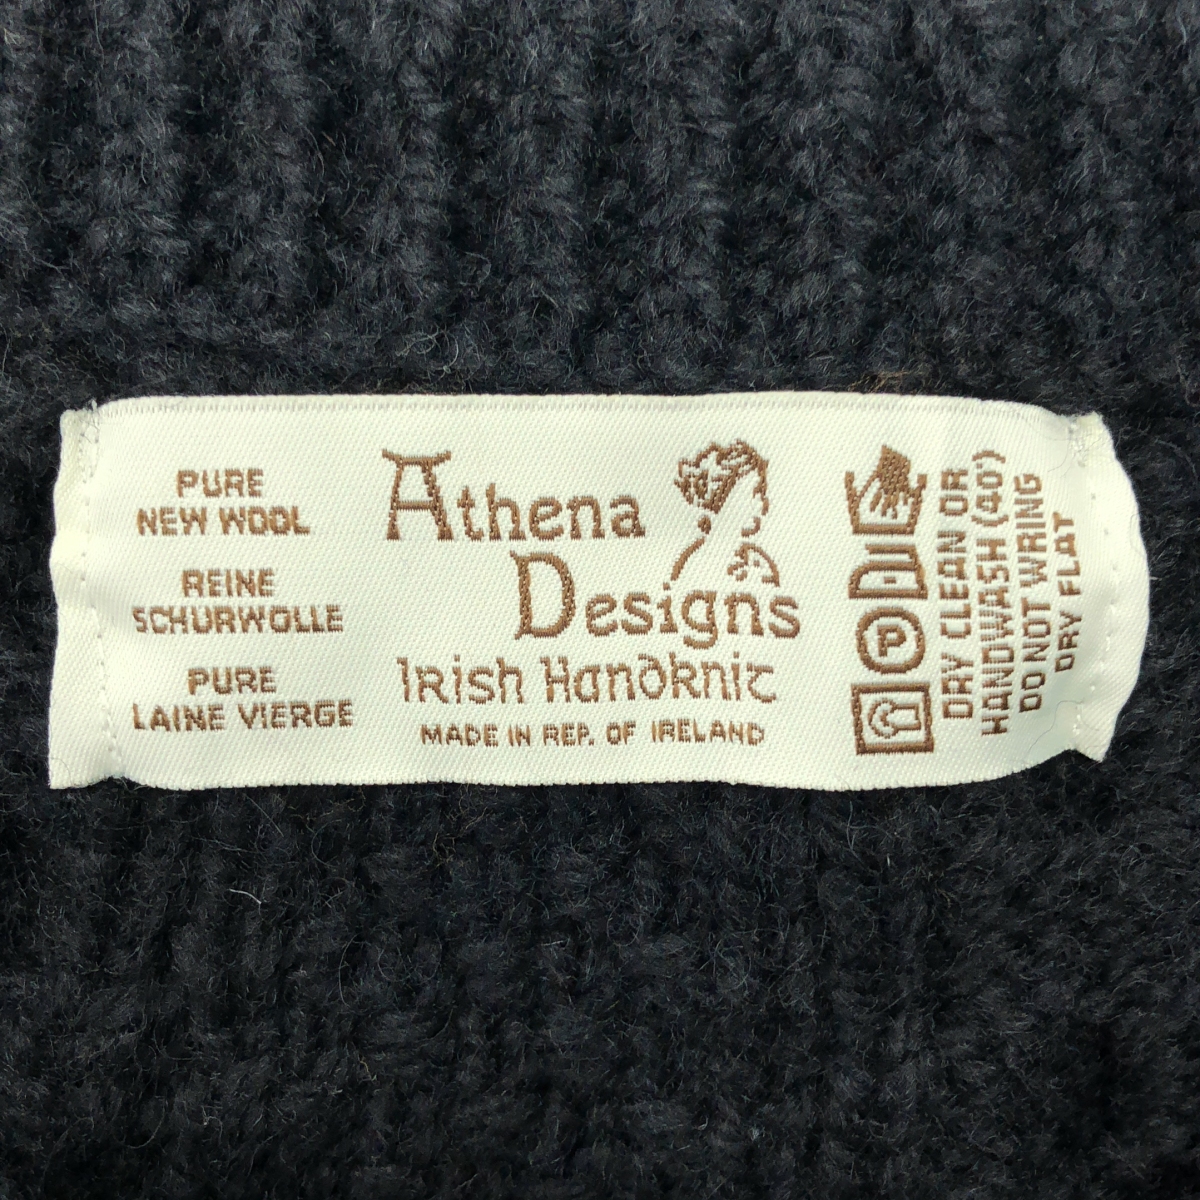 PURE
NEW WOOL
REINE
SCHURWOLLE
PURE
LAINE VIERGE
Athena
Designs
Irish Handknit
MADE IN REP. OF IRELAND
P
DRY CLEAN OR
HANDWASH (40°)
DO NOT WRING
DRY FLAT